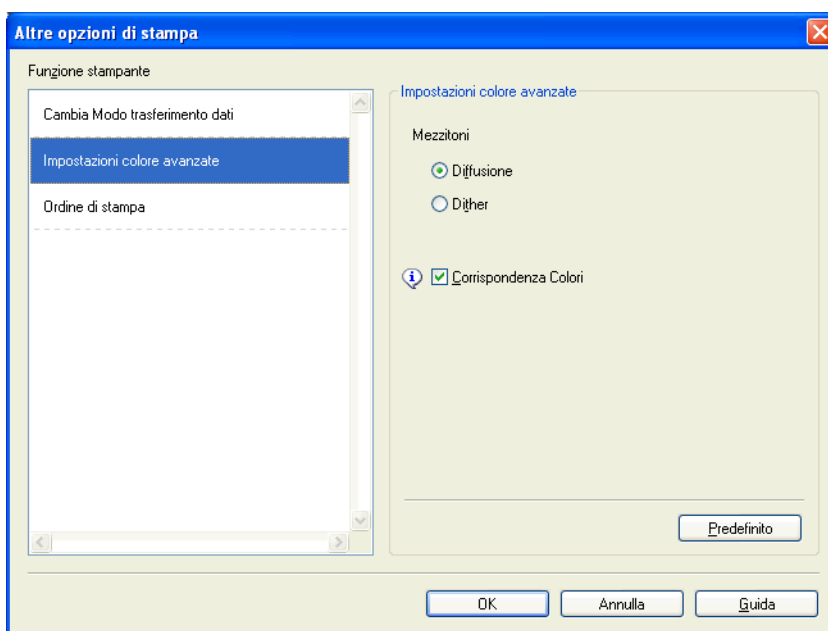 Altre opzioni di stampa
Funzione stampante
Cambia Modo trasferimento dati
Impostazioni colore avanzate
Ordine di stampa
Impostazioni colore avanzate
Mezzitoni
Diffusione
Dither
Corrispondenza Colori
Predefinito
OK Annulla Guida